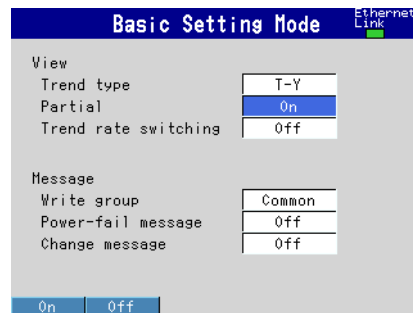 Basic Setting Mode
Ethernet
Link
View
Trend type T-Y
Partial On
Trend rate switching Off
Message
Write group Common
Power-fail message Off
Change message Off
On Off